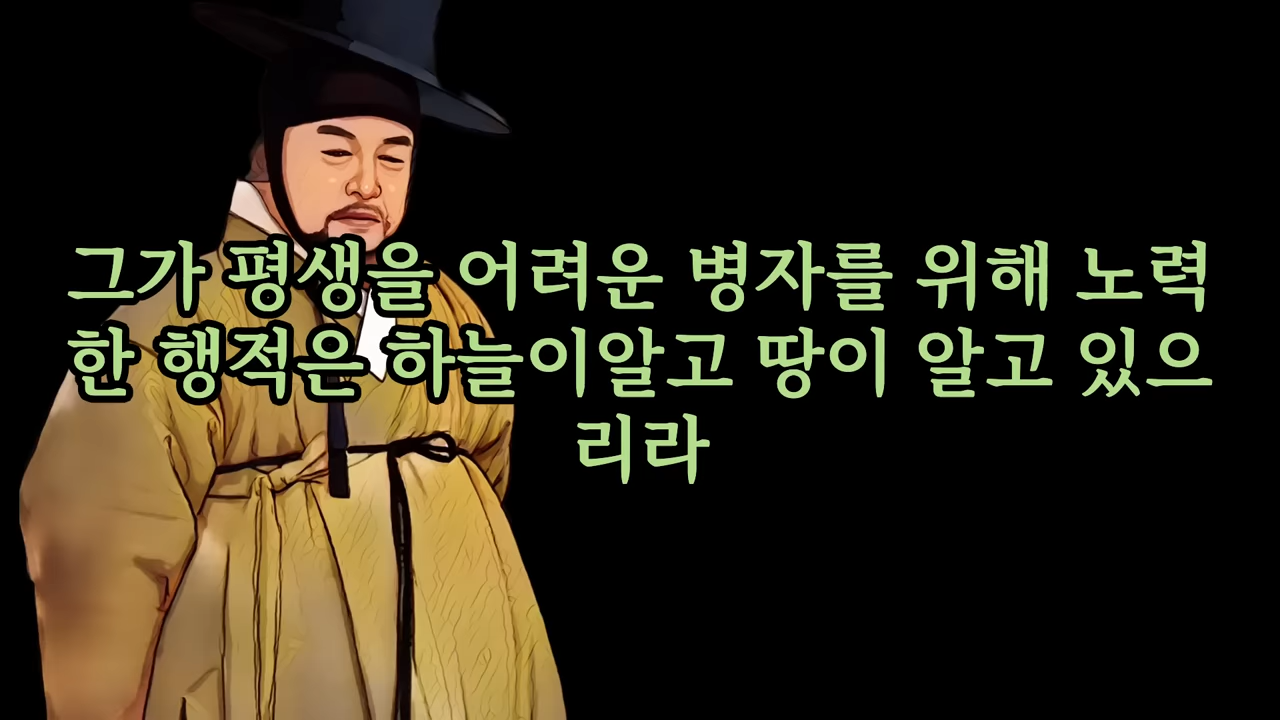 그가 평생을 어려운 병자를 위해 노력
한 행적은 하늘이알고 땅이 알고 있으
리라